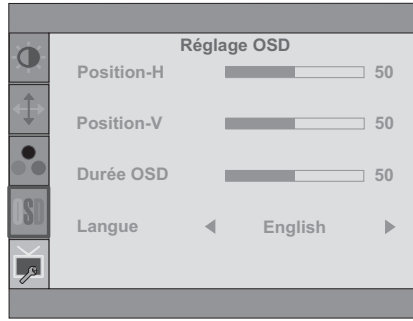 Réglage OSD
Position-H 50
Position-V 50
Durée OSD 50
OSD
Langue English